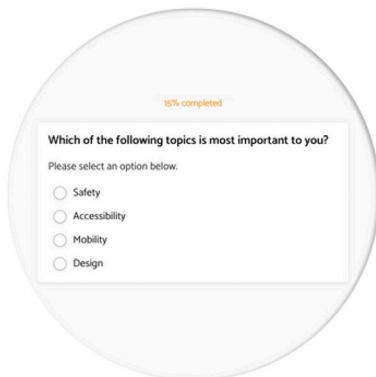 15% completed
Which of the following topics is most important to you?
Please select an option below.
Safety
Accessibility
Mobility
Design